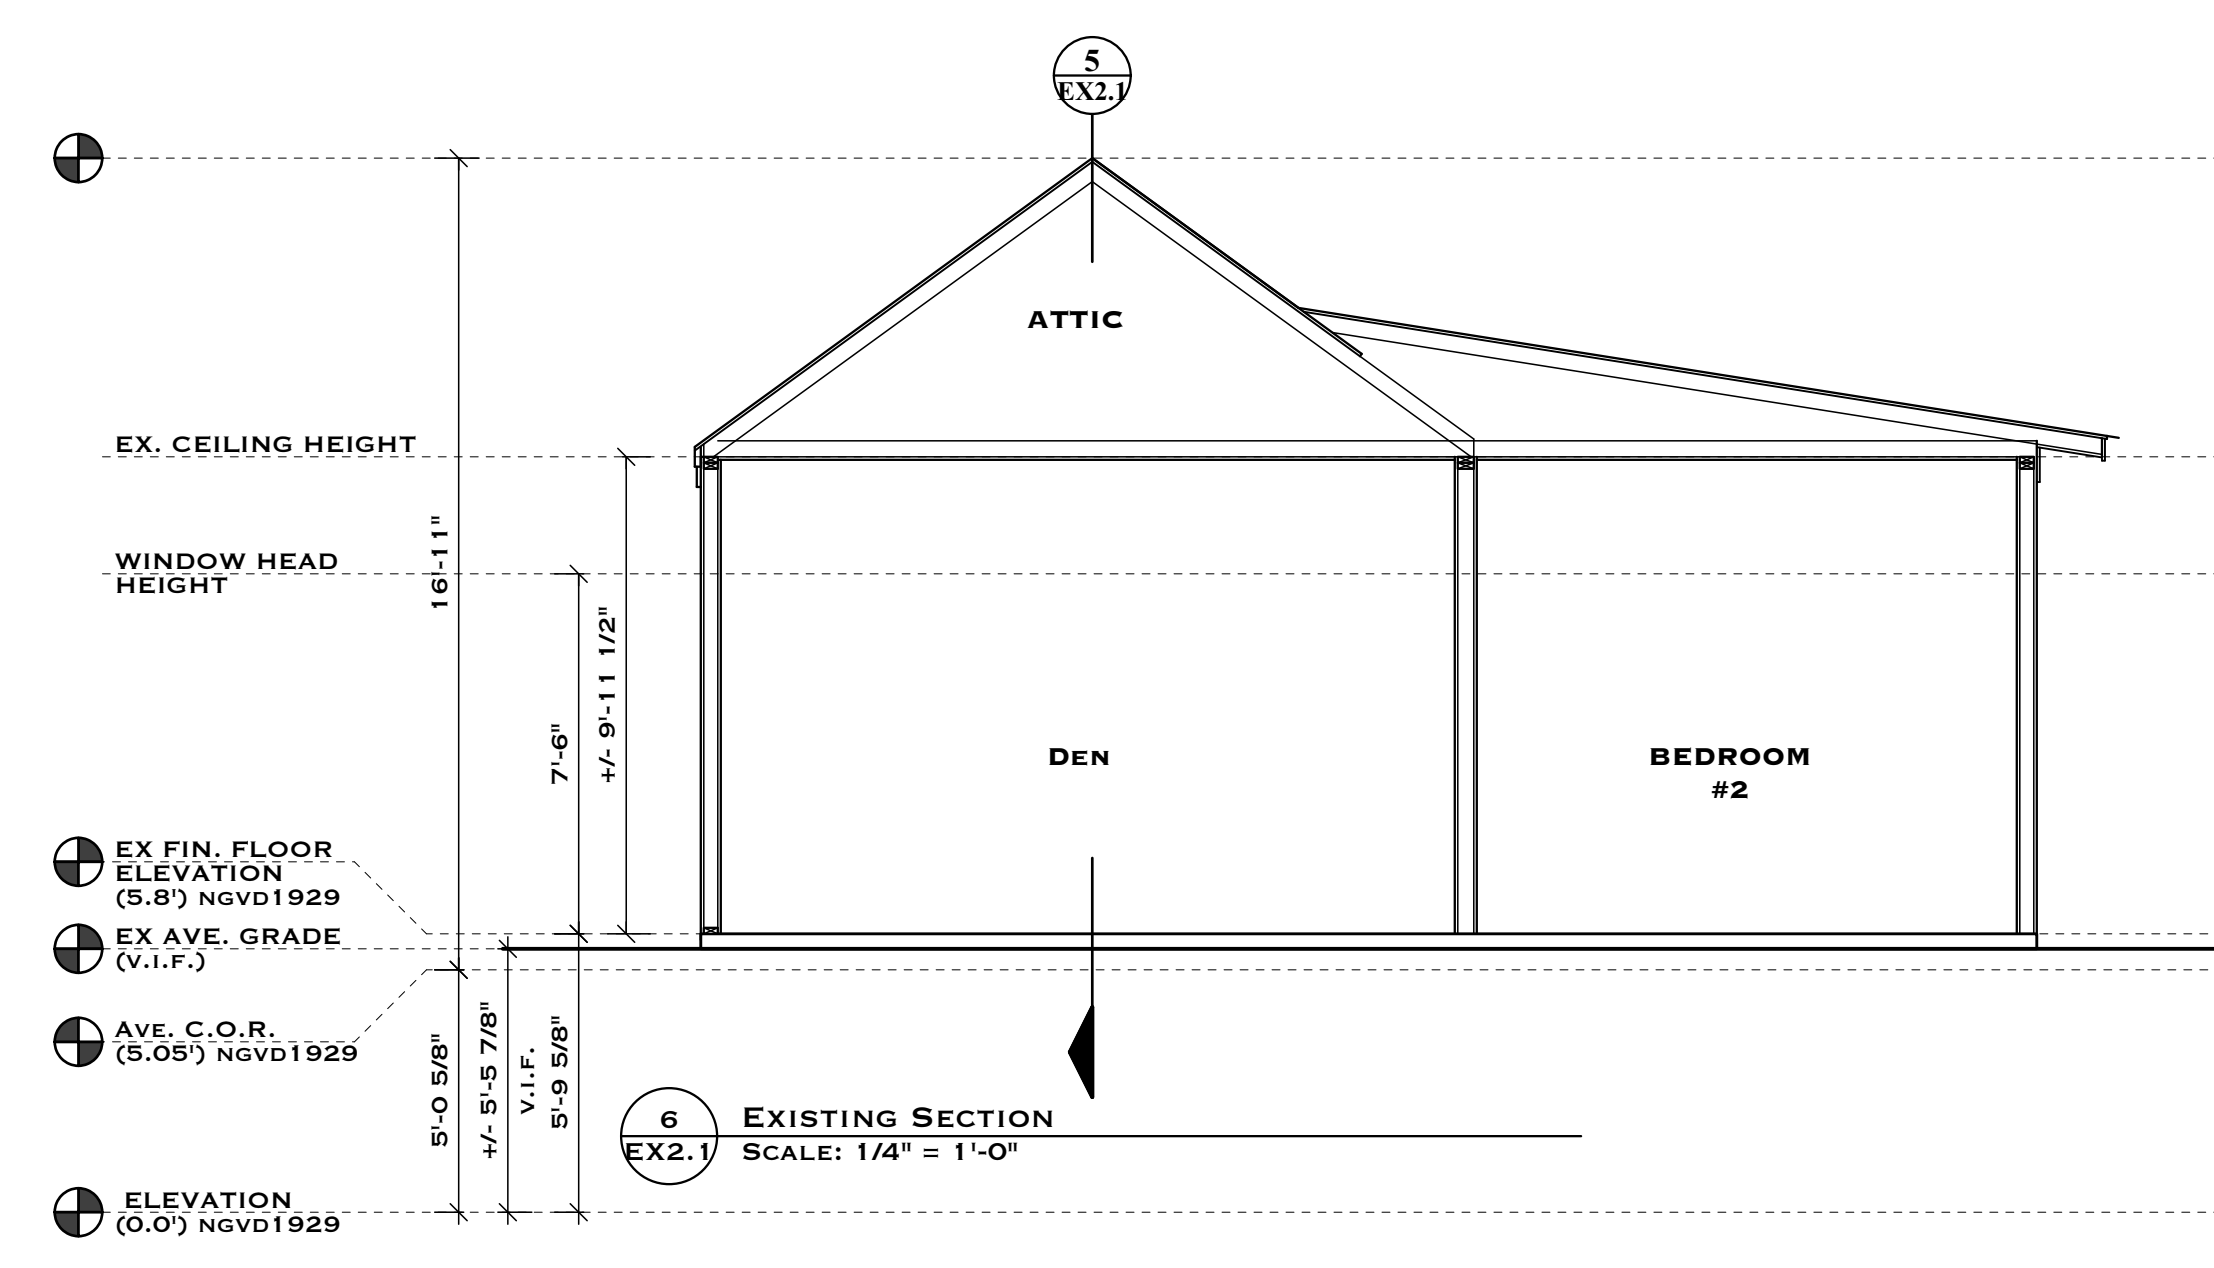 5
EX2.1
ATTIC
EX. CEILING HEIGHT
WINDOW HEAD
HEIGHT
16'-11"
+/- 9'-11 1/2"
7'-6"
Den
BEDROOM
#2
EX FIN. FLOOR
ELEVATION
(5.8') NGVD1929
EX AVE. GRADE
(V.I.F.)
Ave. C.O.R.
(5.05') NGVD1929
5'-0 5/8"
+/- 5'-5 7/8"
V.I.F.
5'-9 5/8"
6
EX2.1
Existing Section
Scale: 1/4" = 1'-0"
ELEVATION
(0.0') NGVD1929